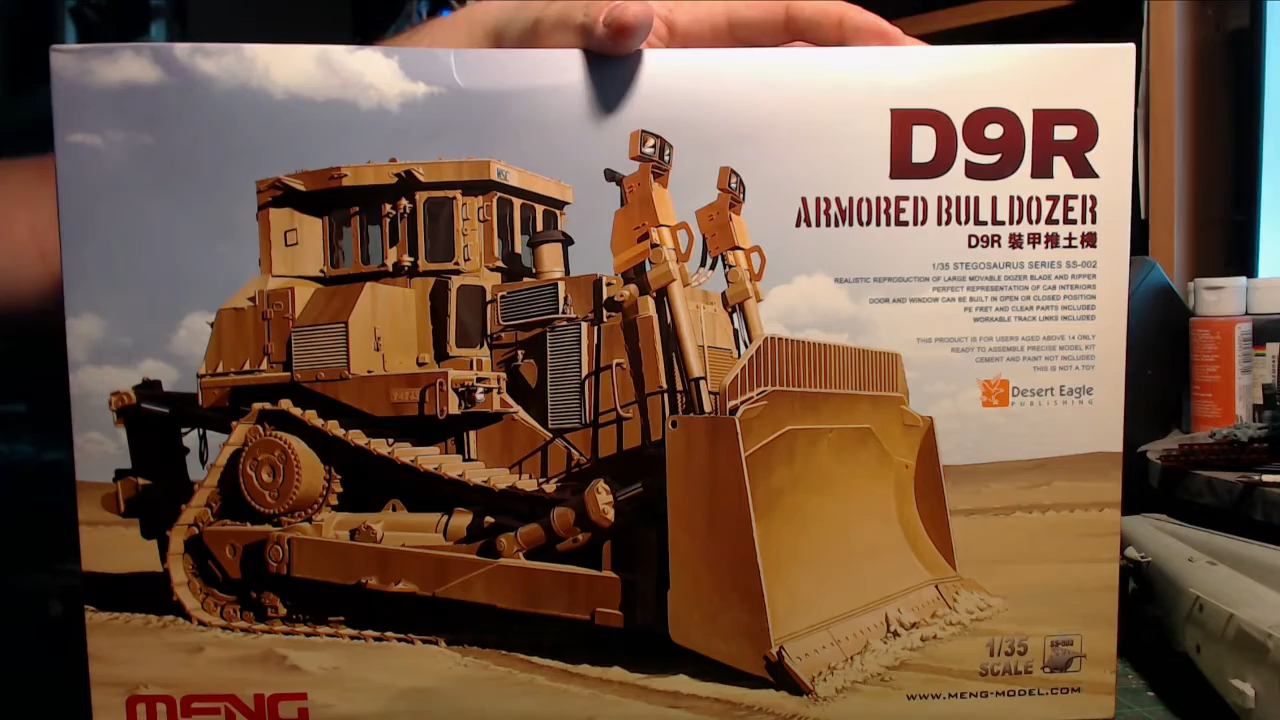 D9R
ARMORED BULLDOZER
D9R 裝甲推土機
1/35 STEGOSAURUS SERIES SS-002
REALISTIC REPRODUCTION OF LARGE MOVABLE DOZER BLADE AND RIPPER
PERFECT REPRESENTATION OF CAB INTERIORS
DOOR AND WINDOW CAN BE BUILT IN OPEN OR CLOSED POSITION
PE FRET AND CLEAR PARTS INCLUDED
WORKABLE TRACK LINKS INCLUDED
THIS PRODUCT IS FOR USERS AGED ABOVE 14 ONLY
READY TO ASSEMBLE PRECISE MODEL KIT
CEMENT AND PAINT NOT INCLUDED
THIS IS NOT A TOY
Desert Eagle
PUBLISHING
1/35
SCALE
SS-002
WWW.MENG-MODEL.COM
MENG